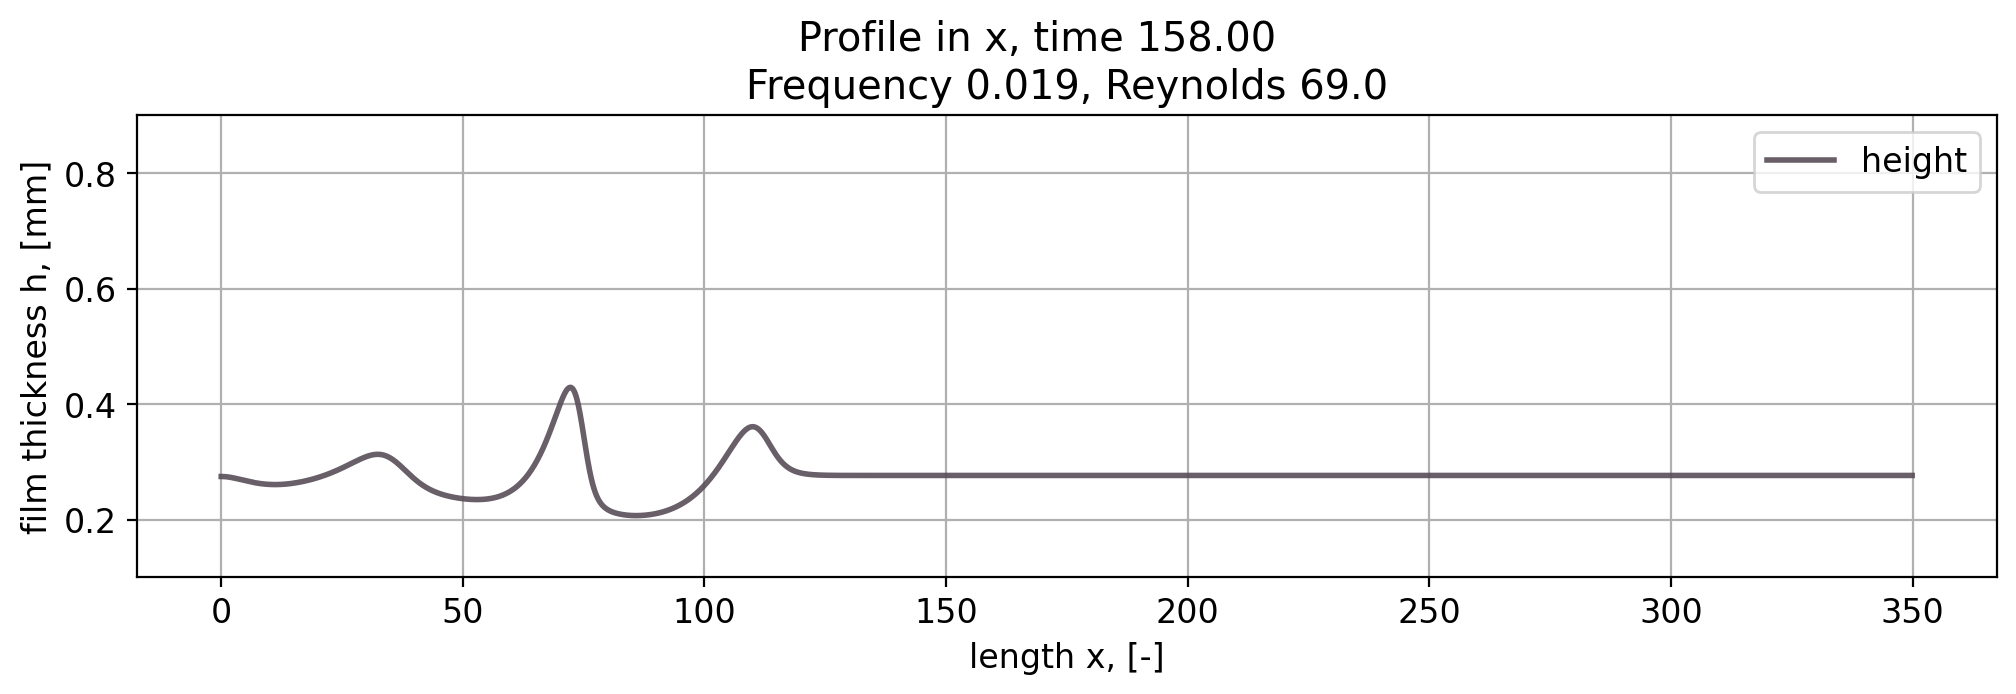 Profile in x, time 158.00
Frequency 0.019, Reynolds 69.0
height
film thickness h, [mm]
0.8
0.6
0.4
0.2
0 50 100 150 200 250 300 350
length x, [-]